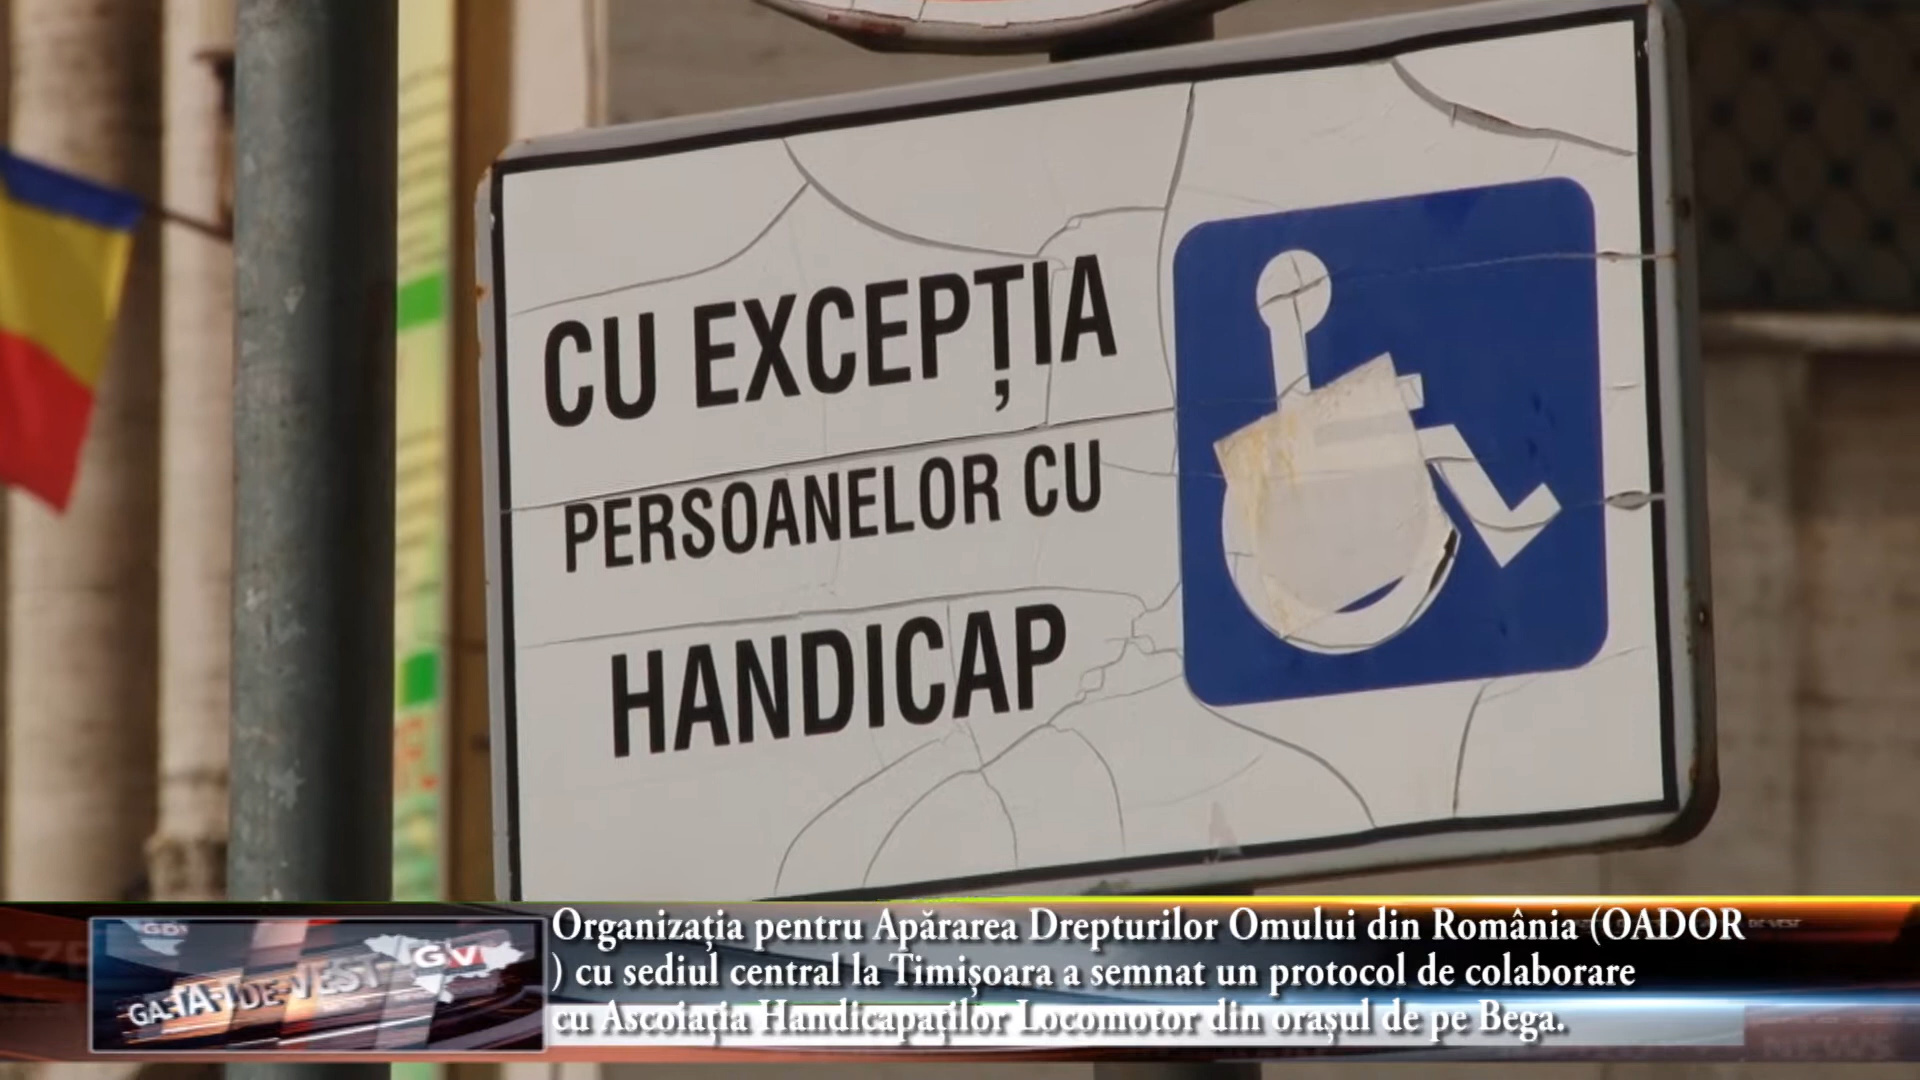 CU EXCEPȚIA
PERSOANELOR CU
HANDICAP
Organizația pentru Apărarea Drepturilor Omului din România (OADOR
) cu sediul central la Timișoara a semnat un protocol de colaborare
cu Ascoiația Handicapaților Locomotor din orașul de pe Bega.
GV
DE VEST
NEWS